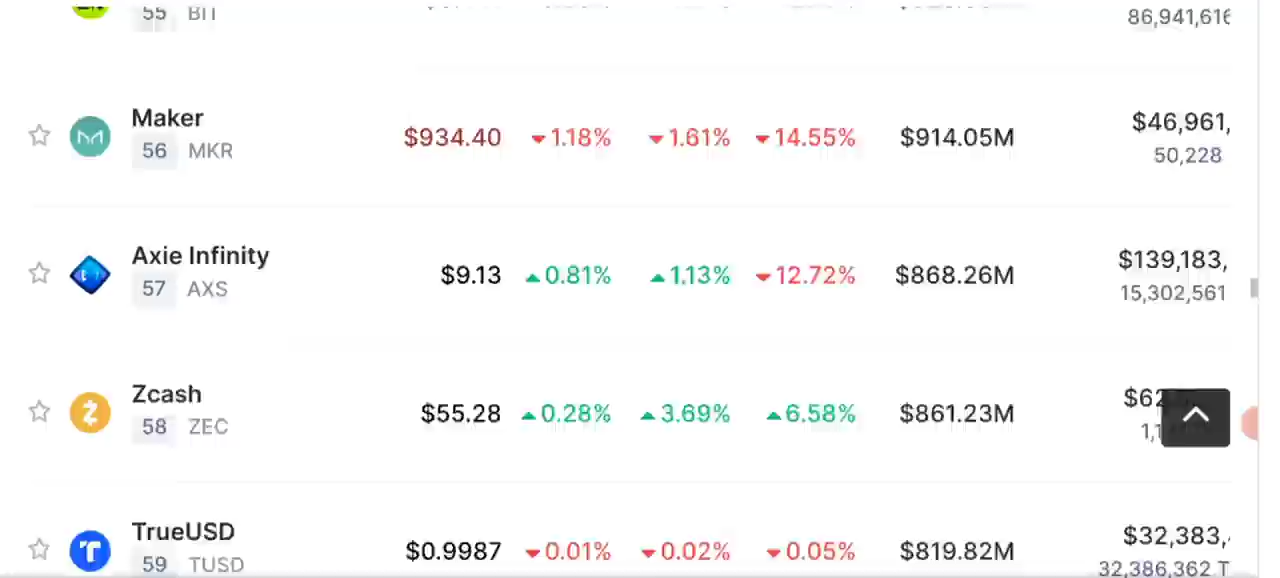 55 BIT
86,941,616
Maker
56 MKR
$934.40 1.18% 1.61% 14.55% $914.05M
$46,961,
50,228
Axie Infinity
57 AXS
$9.13 0.81% 1.13% 12.72% $868.26M
$139,183,
15,302,561
Zcash
58 ZEC
$55.28 0.28% 3.69% 6.58% $861.23M
TrueUSD
59 TUSD
$0.9987 0.01% 0.02% 0.05% $819.82M
$32,383,
32,386,362 T